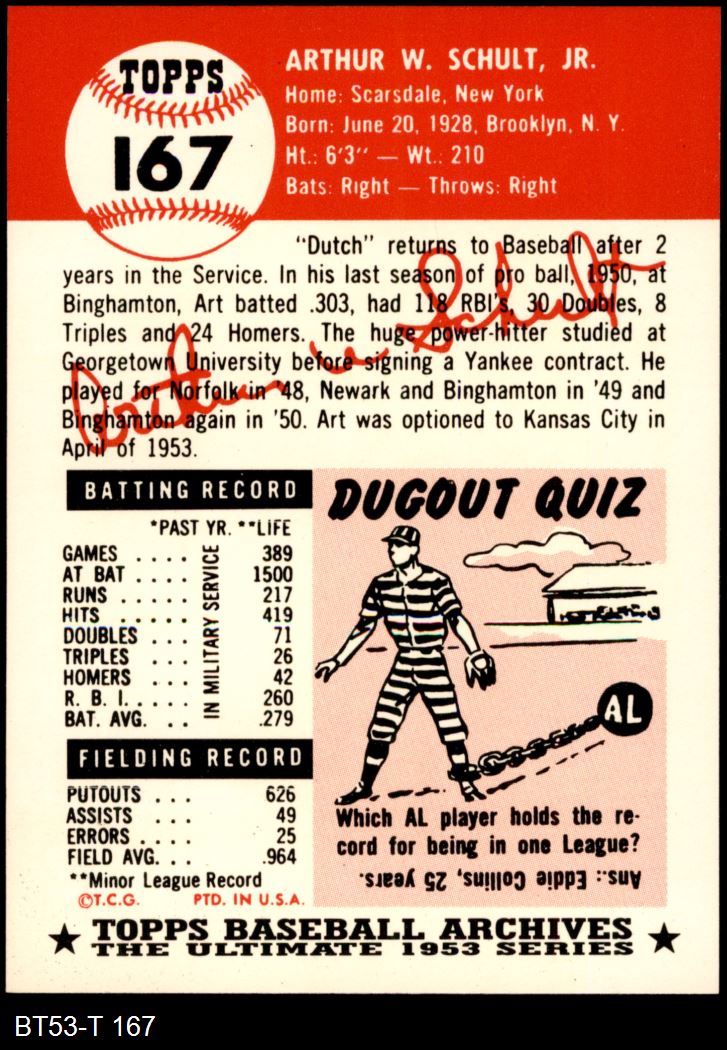 TOPPS
167
ARTHUR W. SCHULT, JR.
Home: Scarsdale, New York
Born: June 20, 1928, Brooklyn, N. Y.
Ht.: 6'3" — Wt.: 210
Bats: Right — Throws: Right
"Dutch" returns to Baseball after 2
years in the Service. In his last season of pro ball, 1950, at
Binghamton, Art batted .303, had 118 RBI's, 30 Doubles, 8
Triples and 24 Homers. The huge power-hitter studied at
Georgetown University before signing a Yankee contract. He
played for Norfolk in '48, Newark and Binghamton in '49 and
Binghamton again in '50. Art was optioned to Kansas City in
April of 1953.
Arthur W Schult
BATTING RECORD
*PAST YR. **LIFE
GAMES .... 389
AT BAT .... 1500
RUNS ..... 217
HITS ..... 419
DOUBLES .... 71
TRIPLES ... 26
HOMERS ... 42
R. B. I..... 260
BAT. AVG. .. .279
IN MILITARY SERVICE
FIELDING RECORD
PUTOUTS ... 626
ASSISTS ... 49
ERRORS .... 25
FIELD AVG. ... .964
**Minor League Record
©T.C.G. PTD. IN U.S.A.
DUGOUT QUIZ
AL
Which AL player holds the re-
cord for being in one League?
Ans.: Eddie Collins, 25 years.
TOPPS BASEBALL ARCHIVES
THE ULTIMATE 1953 SERIES
BT53-T 167